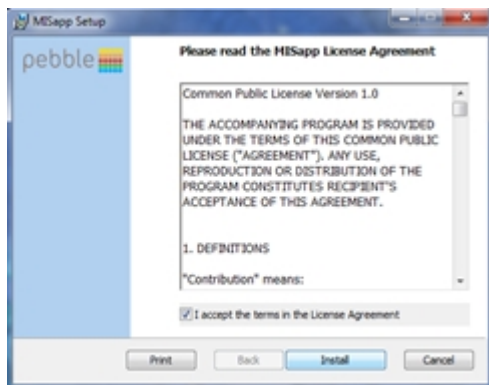 MISapp Setup
pebble
Please read the MISapp License Agreement
Common Public License Version 1.0
THE ACCOMPANYING PROGRAM IS PROVIDED
UNDER THE TERMS OF THIS COMMON PUBLIC
LICENSE ("AGREEMENT"). ANY USE,
REPRODUCTION OR DISTRIBUTION OF THE
PROGRAM CONSTITUTES RECIPIENT'S
ACCEPTANCE OF THIS AGREEMENT.
1. DEFINITIONS
"Contribution" means:
I accept the terms in the License Agreement
Print Back Install Cancel